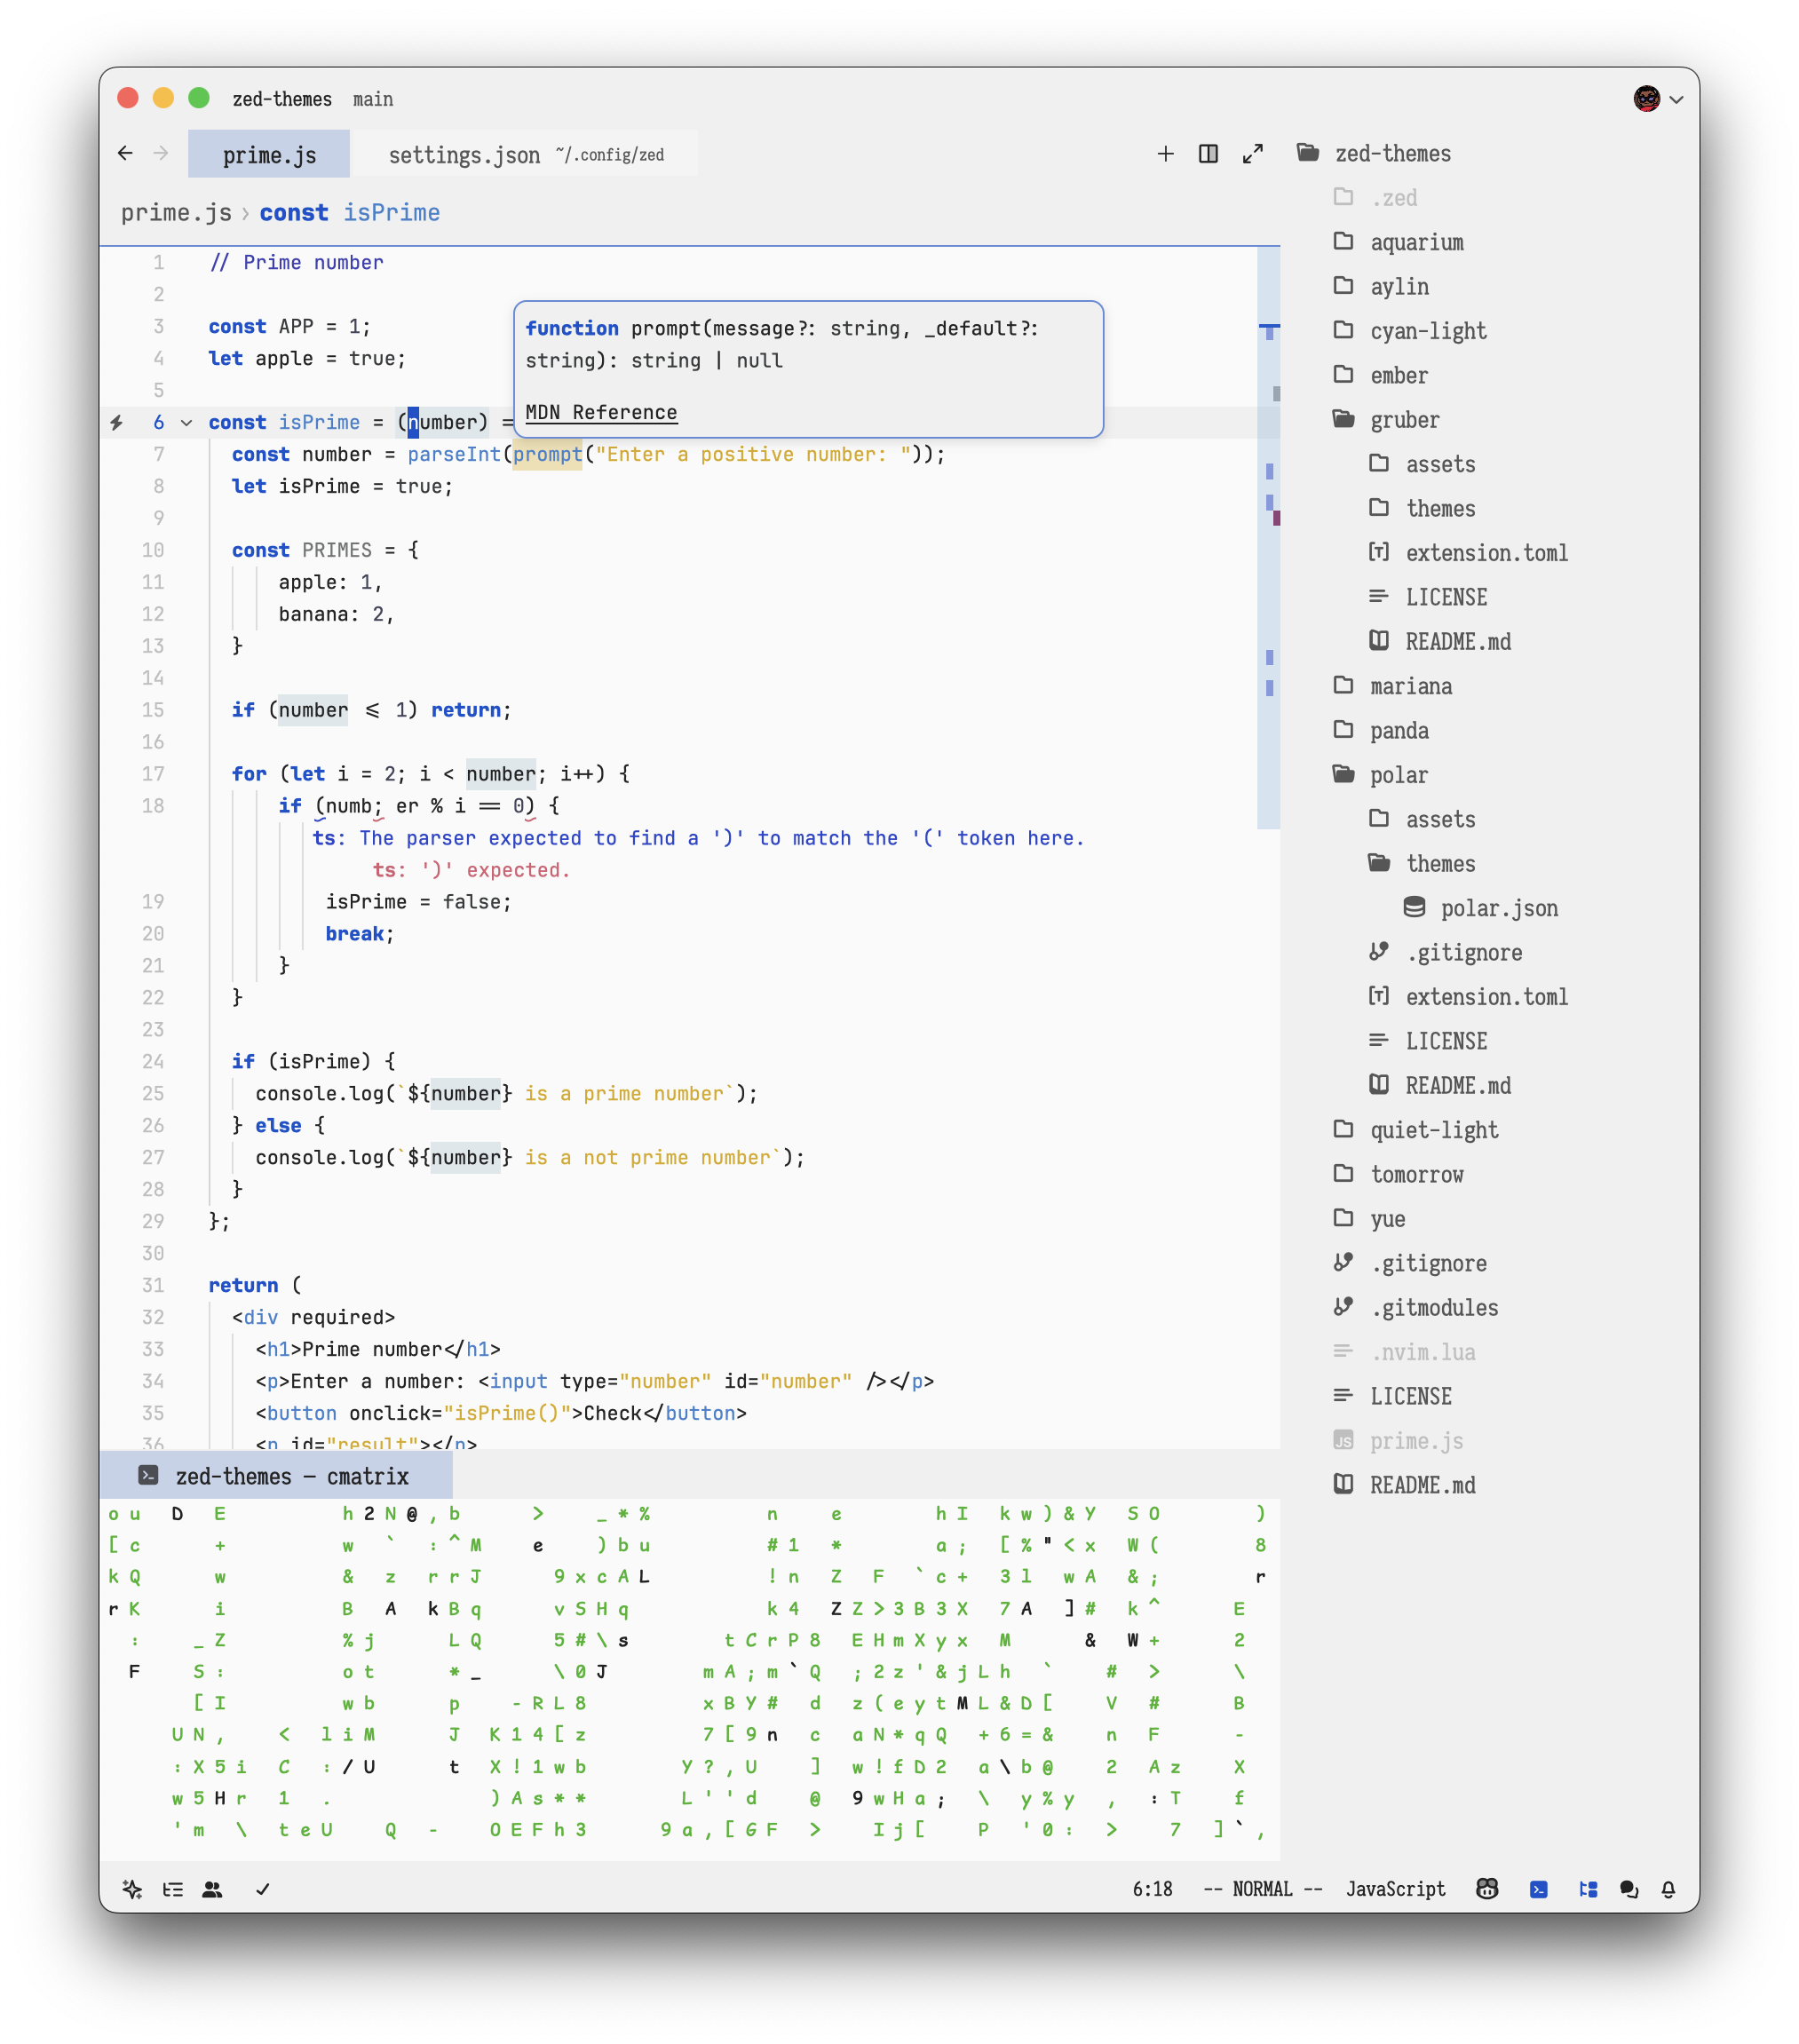 zed-themes main
prime.js settings.json ~/.config/zed
prime.js › const isPrime
1 // Prime number
2
3 const APP = 1;
4 let apple = true;
5
function prompt(message?: string, _default?:
string): string | null
MDN Reference
6 const isPrime = (number) =
7 const number = parseInt(prompt("Enter a positive number: "));
8 let isPrime = true;
9
10 const PRIMES = {
11 apple: 1,
12 banana: 2,
13 }
14
15 if (number <= 1) return;
16
17 for (let i = 2; i < number; i++) {
18 if (numb; er % i == 0) {
ts: The parser expected to find a ')' to match the '(' token here.
ts: ')' expected.
19 isPrime = false;
20 break;
21 }
22 }
23
24 if (isPrime) {
25 console.log(`${number} is a prime number`);
26 } else {
27 console.log(`${number} is a not prime number`);
28 }
29 };
30
31 return (
32 <div required>
33 <h1>Prime number</h1>
34 <p>Enter a number: <input type="number" id="number" /></p>
35 <button onclick="isPrime()">Check</button>
36 <p id="result"></p>
zed-themes — cmatrix
o u D E h 2 N @ , b > _ * % n e h I k w ) & Y S O )
[ c + w ` : ^ M e ) b u # 1 * a ; [ % " < x W ( 8
k Q w & z r r J 9 x c A L ! n Z F ` c + 3 l w A & ; r
r K i B A k B q v S H q k 4 Z Z > 3 B 3 X 7 A ] # k ^ E
: _ Z % j L Q 5 # \ s t C r P 8 E H m X y x M & W + 2
F S : o t * _ \ 0 J m A ; m ` Q ; 2 z ' & j L h ` # > \
[ I w b p - R L 8 x B Y # d z ( e y t M L & D [ V # B
U N , < l i M J K 1 4 [ z 7 [ 9 n c a N * q Q + 6 = & n F -
: X 5 i C : / U t X ! 1 w b Y ? , U ] w ! f D 2 a \ b @ 2 A z X
w 5 H r 1 . ) A s * * L ' ' d @ 9 w H a ; \ y % y , : T f
' m \ t e U Q - O E F h 3 9 a , [ G F > I j [ P ' 0 : > 7 ] ` ,
6:18 -- NORMAL -- JavaScript
zed-themes
.zed
aquarium
aylin
cyan-light
ember
gruber
assets
themes
extension.toml
LICENSE
README.md
mariana
panda
polar
assets
themes
polar.json
.gitignore
extension.toml
LICENSE
README.md
quiet-light
tomorrow
yue
.gitignore
.gitmodules
.nvim.lua
LICENSE
prime.js
README.md